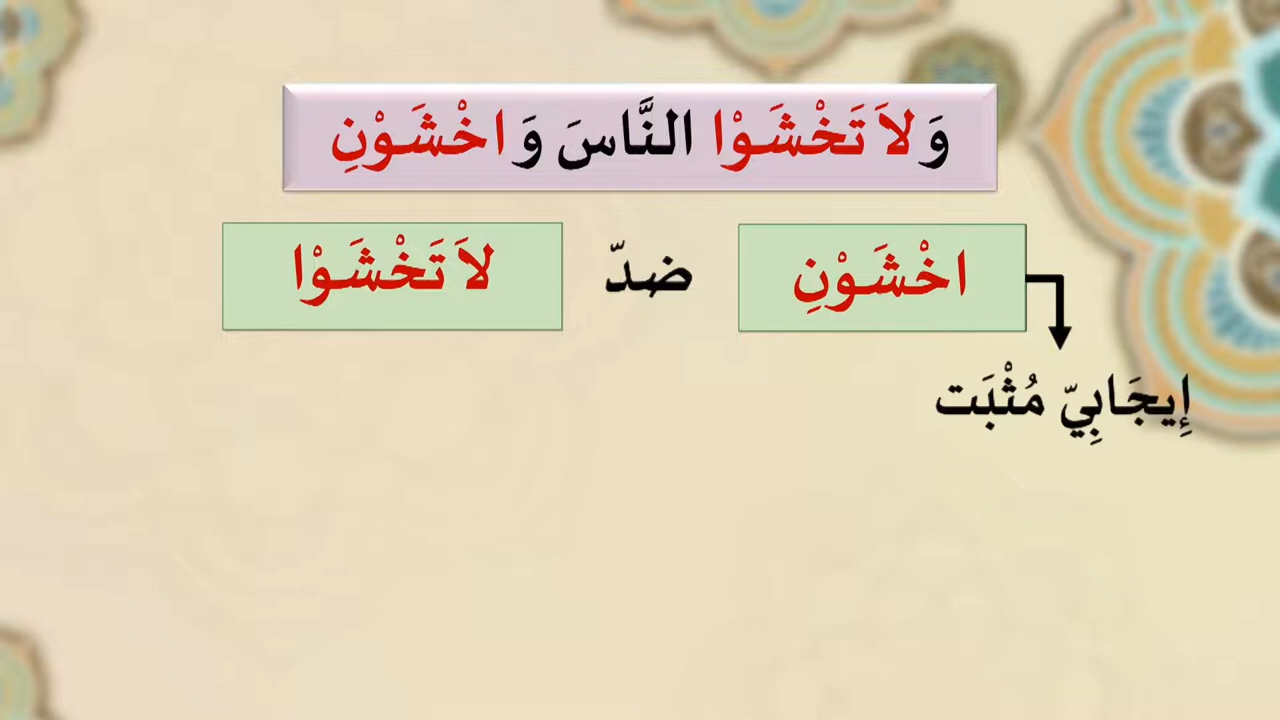 وَلاَ تَخْشَوْا النَّاسَ وَاخْشَوْنِ
اخْشَوْنِ ضدّ لاَ تَخْشَوْا
إِيجَابِيّ مُثْبَت